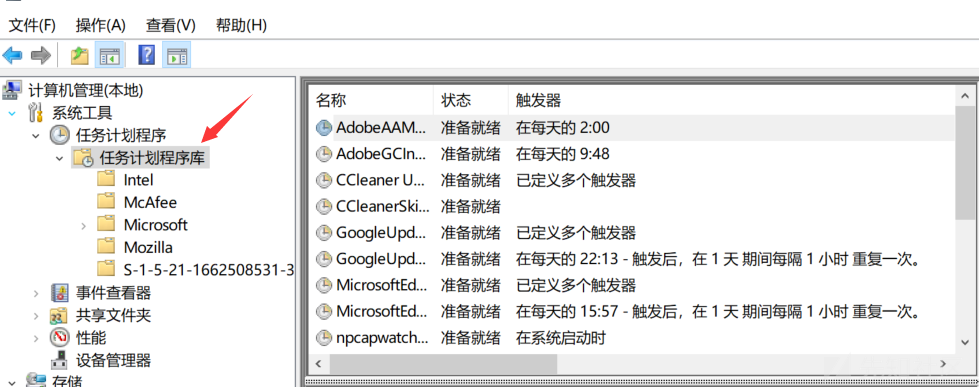 文件(F) 操作(A) 查看(V) 帮助(H)
计算机管理(本地)
系统工具
任务计划程序
任务计划程序库
Intel
McAfee
Microsoft
Mozilla
S-1-5-21-1662508531-3
事件查看器
共享文件夹
性能
设备管理器
存储
名称 状态 触发器
AdobeAAM... 准备就绪 在每天的 2:00
AdobeGCIn... 准备就绪 在每天的 9:48
CCleaner U... 准备就绪 已定义多个触发器
CCleanerSki... 准备就绪
GoogleUpd... 准备就绪 已定义多个触发器
GoogleUpd... 准备就绪 在每天的 22:13 - 触发后，在 1 天 期间每隔 1 小时 重复一次。
MicrosoftEd... 准备就绪 已定义多个触发器
MicrosoftEd... 准备就绪 在每天的 15:57 - 触发后，在 1 天 期间每隔 1 小时 重复一次。
npcapwatch... 准备就绪 在系统启动时